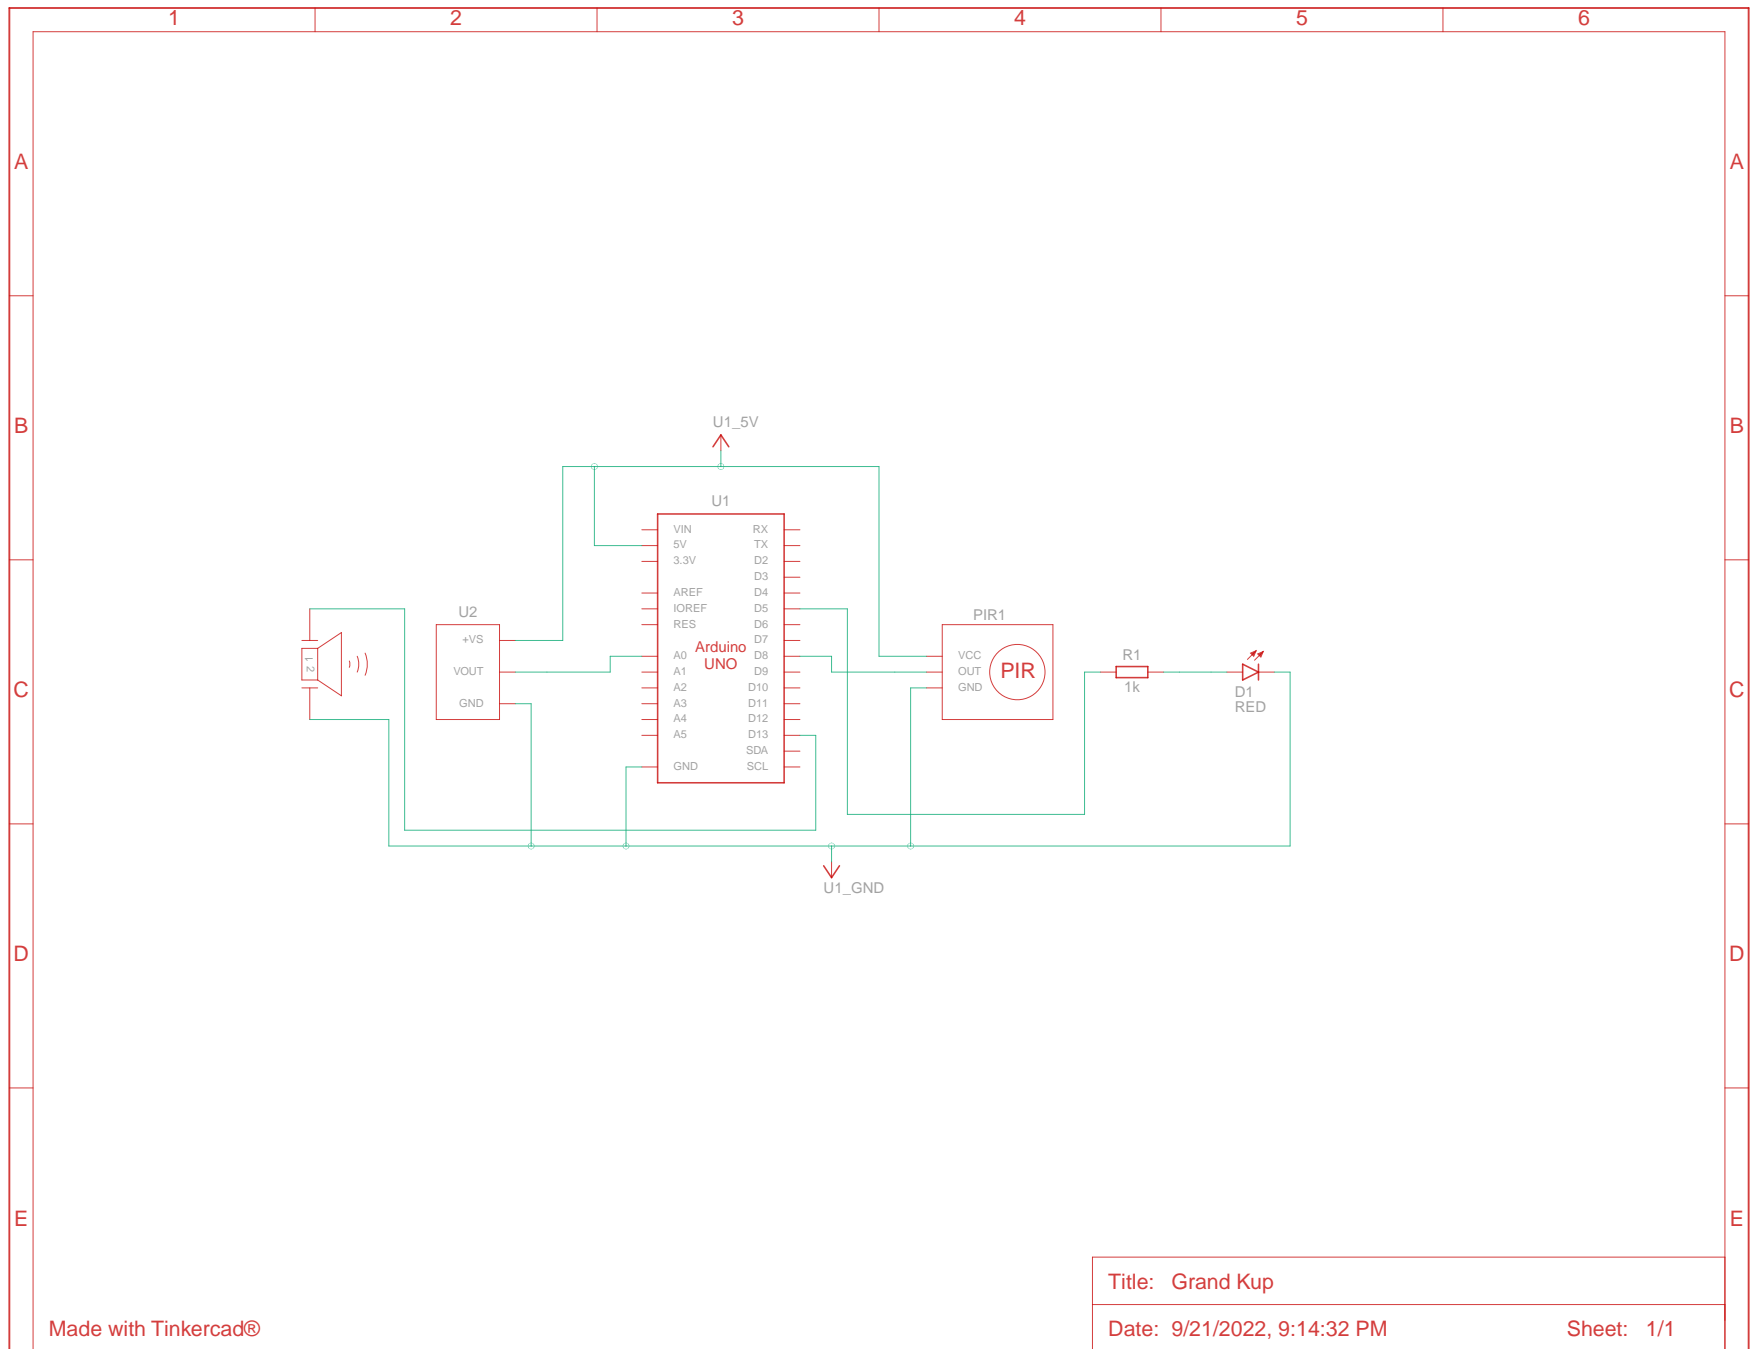 1 2 3 4 5 6
A A
B B
U1_5V
U1
VIN RX
5V TX
3.3V D2
D3
AREF D4
IOREF D5
RES D6
D7
A0 D8
A1 D9
A2 D10
A3 D11
A4 D12
A5 D13
SDA
GND SCL
Arduino
UNO
U2
+VS
VOUT
GND
1 2
PIR1
VCC
OUT
GND
PIR
R1
1k
D1
RED
C C
U1_GND
D D
E E
Title: Grand Kup
Made with Tinkercad®
Date: 9/21/2022, 9:14:32 PM Sheet: 1/1